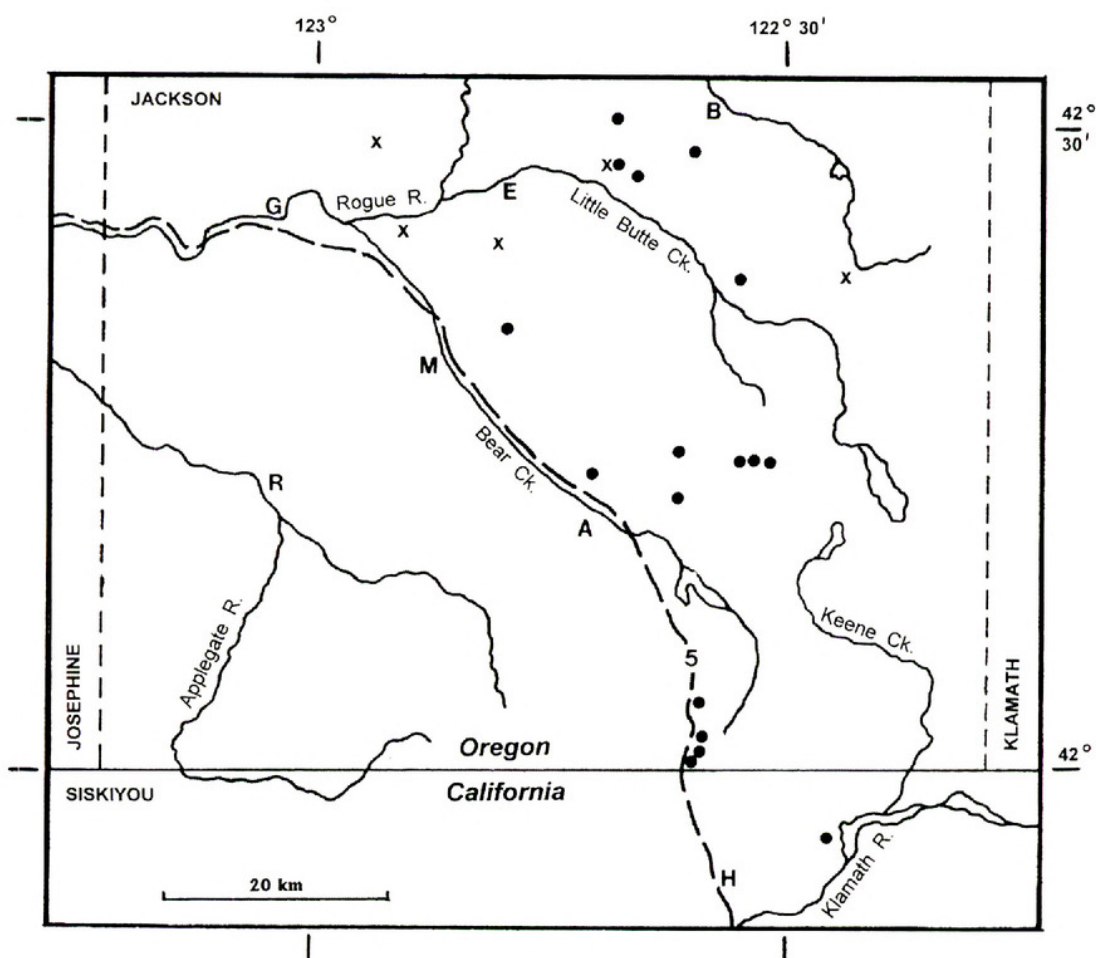 123°
122° 30'
JACKSON
B
42°
30'
x
x
E
G
Rogue R.
Little Butte Ck.
x
x
x
M
Bear Ck.
R
A
Applegate R.
Keene Ck.
5
JOSEPHINE
KLAMATH
Oregon
42°
SISKIYOU
California
20 km
H
Klamath R.